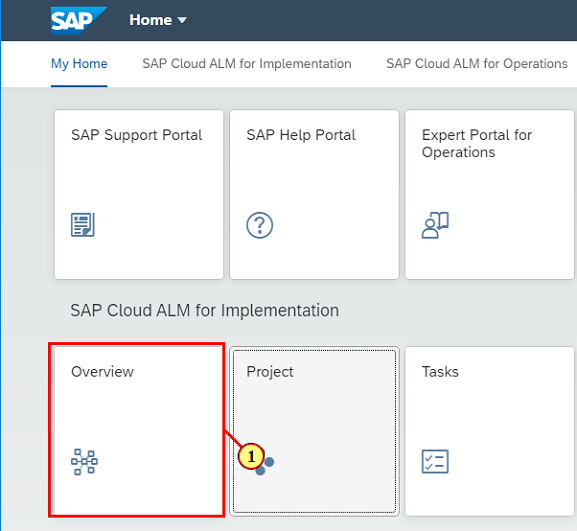 SAP Home
My Home SAP Cloud ALM for Implementation SAP Cloud ALM for Operations
SAP Support Portal
SAP Help Portal
Expert Portal for
Operations
SAP Cloud ALM for Implementation
Overview
Project
Tasks
1